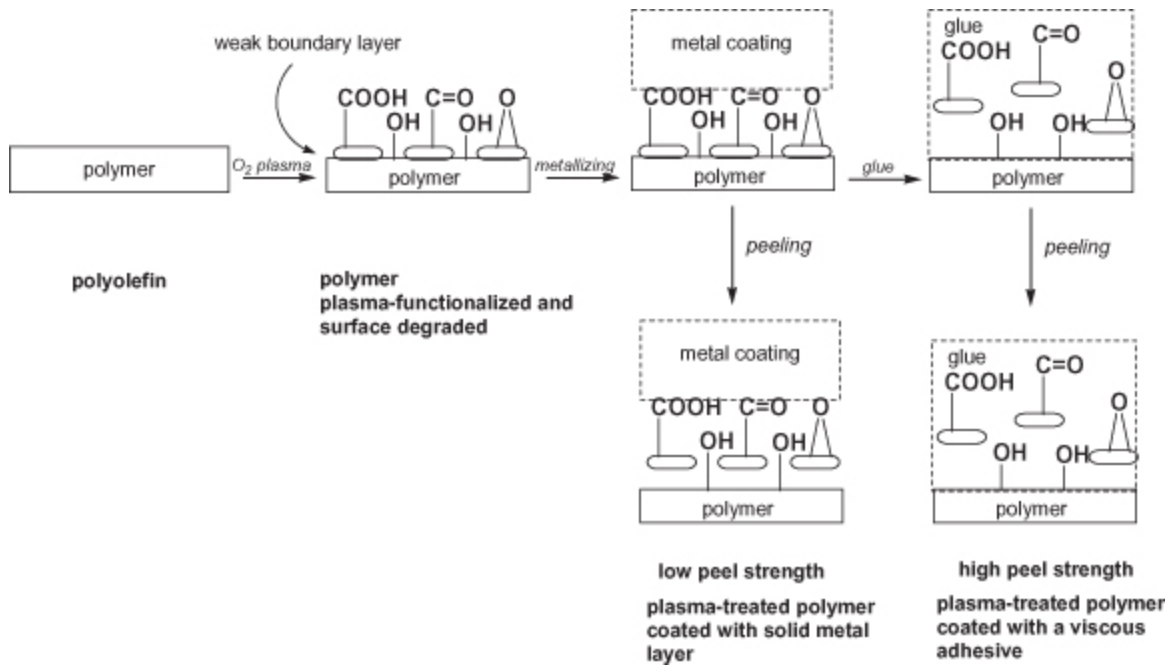 weak boundary layer
polymer
O2 plasma
COOH C=O O
OH OH
polymer
metallizing
metal coating
COOH C=O O
OH OH
polymer
glue
glue
COOH
C=O
O
OH OH
polymer
polyolefin
polymer
plasma-functionalized and
surface degraded
peeling
peeling
metal coating
COOH C=O O
OH OH
polymer
glue
COOH
C=O
O
OH OH
polymer
low peel strength
plasma-treated polymer
coated with solid metal
layer
high peel strength
plasma-treated polymer
coated with a viscous
adhesive